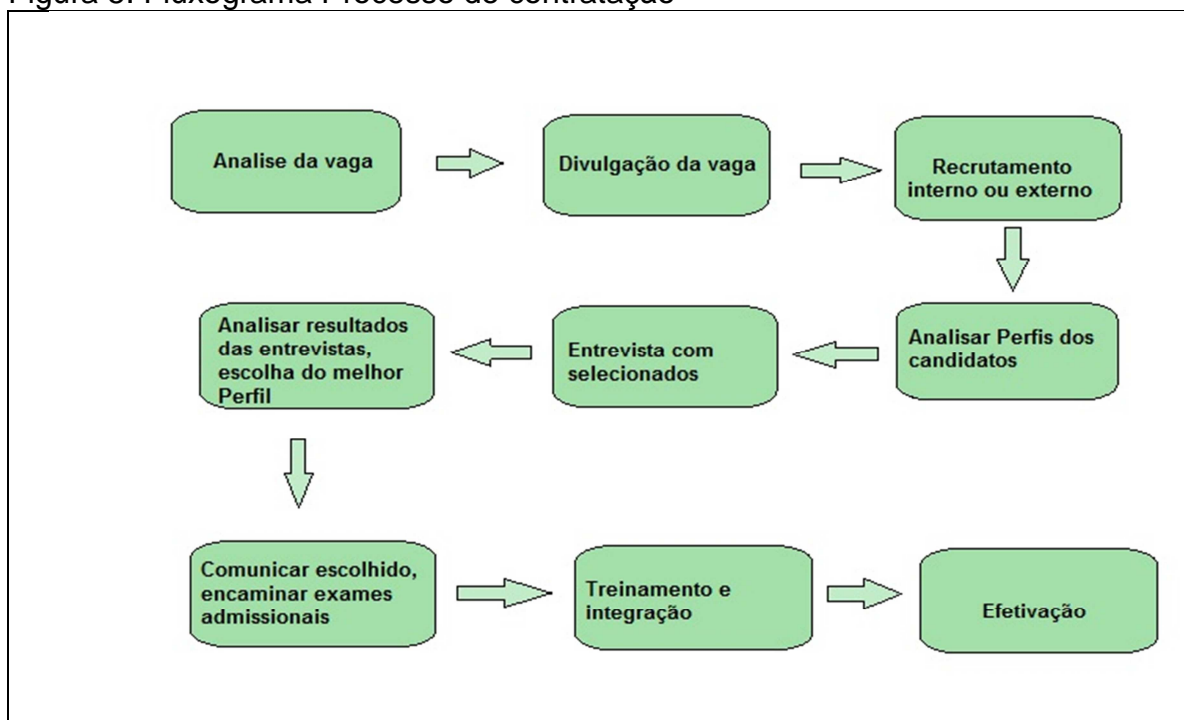 Analise da vaga
Divulgação da vaga
Recrutamento
interno ou externo
Analisar Perfis dos
candidatos
Entrevista com
selecionados
Analisar resultados
das entrevistas,
escolha do melhor
Perfil
Comunicar escolhido,
encaminar exames
admissionais
Treinamento e
integração
Efetivação